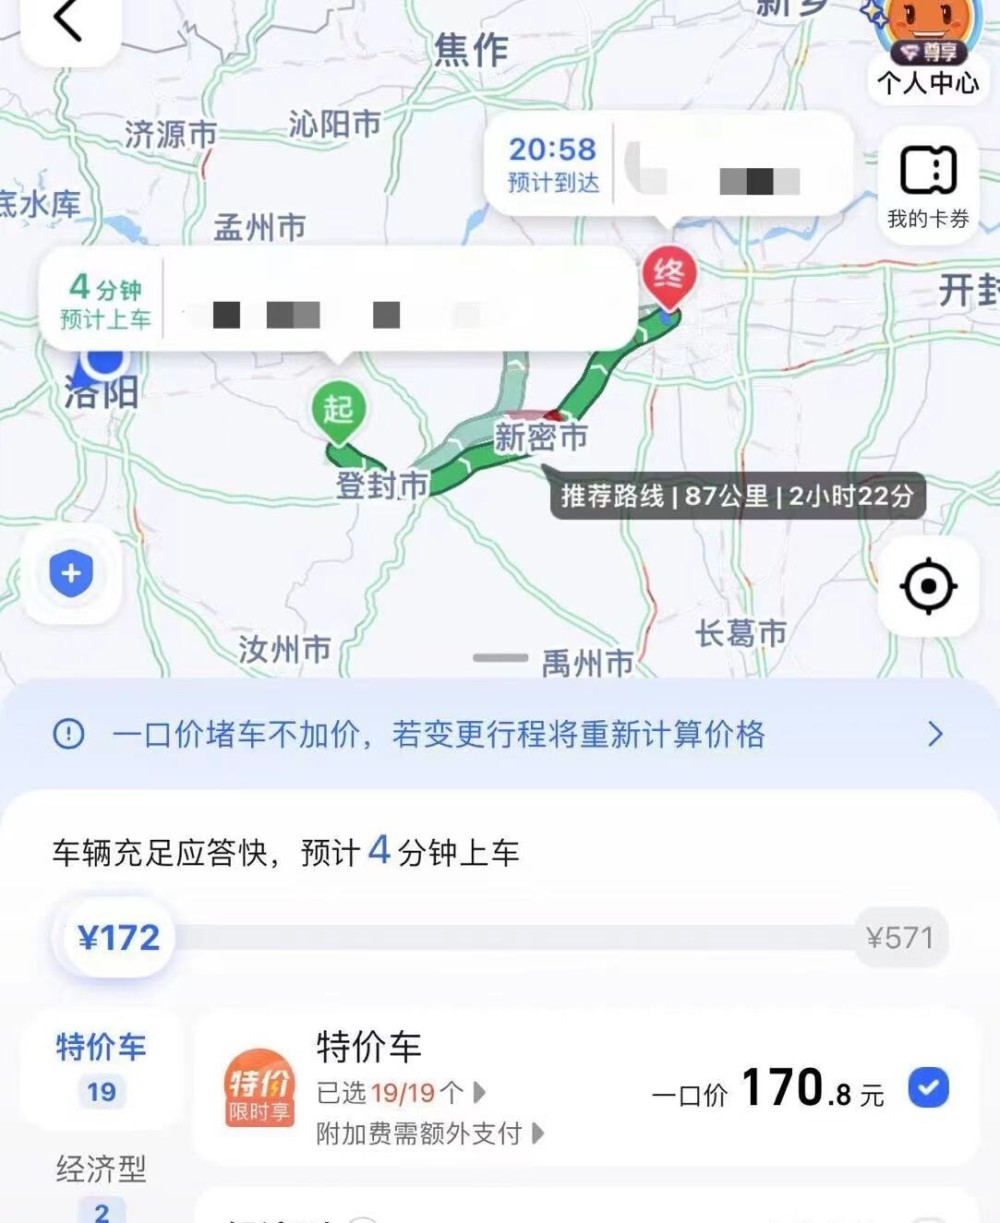 新乡
焦作
尊享
个人中心
济源市
沁阳市
20:58
预计到达
我的卡券
底水库
孟州市
4分钟
预计上车
终
开封
洛阳
起
新密市
登封市
推荐路线 | 87公里 | 2小时22分
长葛市
汝州市
禹州市
一口价堵车不加价，若变更行程将重新计算价格
车辆充足应答快，预计4分钟上车
¥172
¥571
特价车
19
特价
限时享
特价车
已选19/19个
附加费需额外支付
一口价 170.8 元
经济型
2